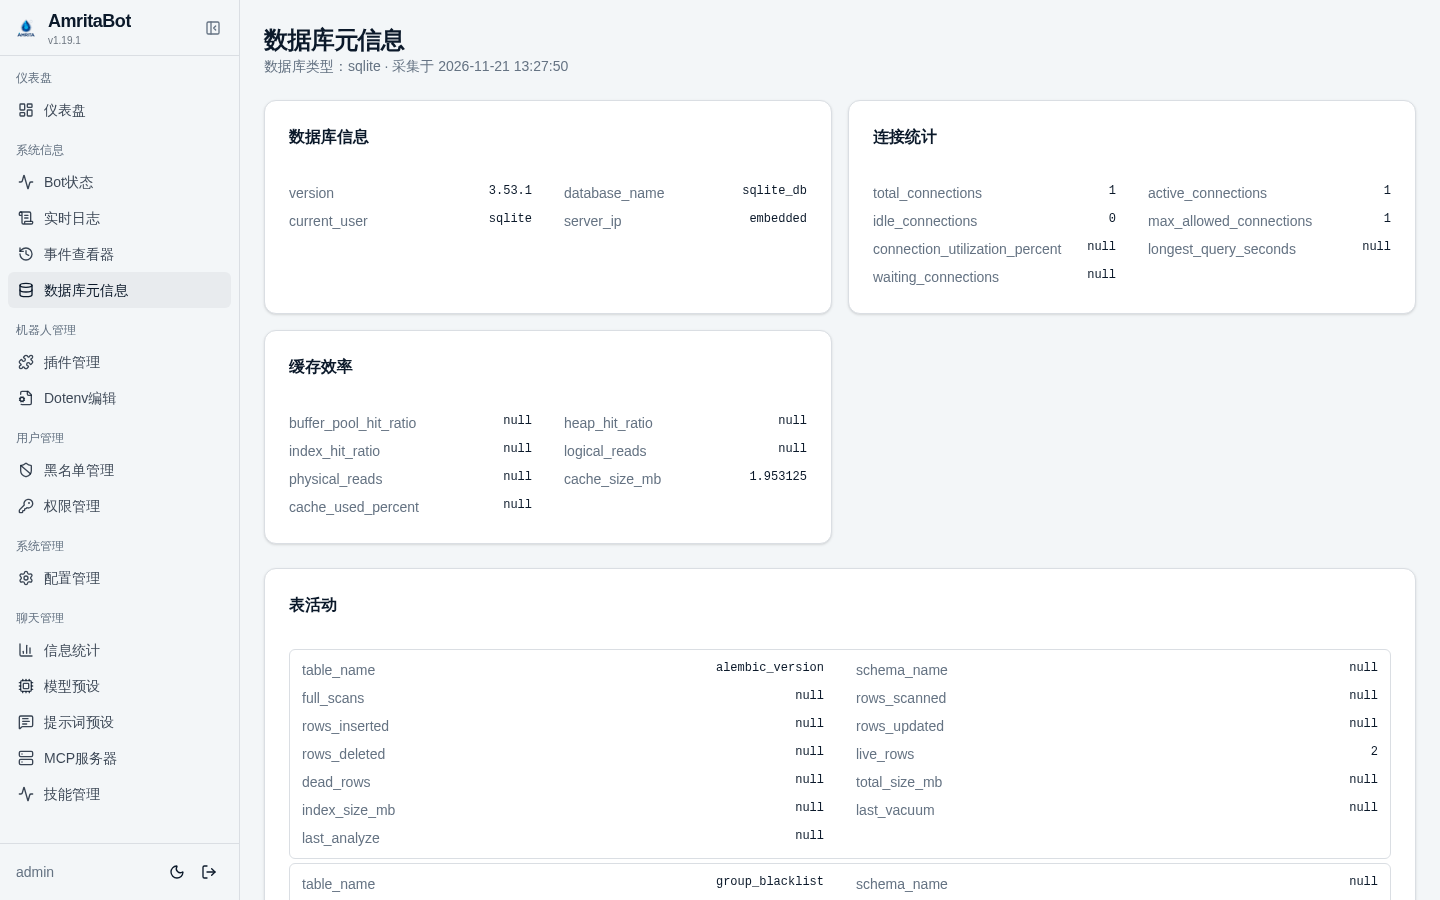 AMRITA
AmritaBot
v1.19.1
仪表盘
仪表盘
系统信息
Bot状态
实时日志
事件查看器
数据库元信息
机器人管理
插件管理
Dotenv编辑
用户管理
黑名单管理
权限管理
系统管理
配置管理
聊天管理
信息统计
模型预设
提示词预设
MCP服务器
技能管理
admin
数据库元信息
数据库类型：sqlite · 采集于 2026-11-21 13:27:50
数据库信息
version 3.53.1 database_name sqlite_db
current_user sqlite server_ip embedded
连接统计
total_connections 1 active_connections 1
idle_connections 0 max_allowed_connections 1
connection_utilization_percent null longest_query_seconds null
waiting_connections null
缓存效率
buffer_pool_hit_ratio null heap_hit_ratio null
index_hit_ratio null logical_reads null
physical_reads null cache_size_mb 1.953125
cache_used_percent null
表活动
table_name alembic_version schema_name null
full_scans null rows_scanned null
rows_inserted null rows_updated null
rows_deleted null live_rows 2
dead_rows null total_size_mb null
index_size_mb null last_vacuum null
last_analyze null
table_name group_blacklist schema_name null